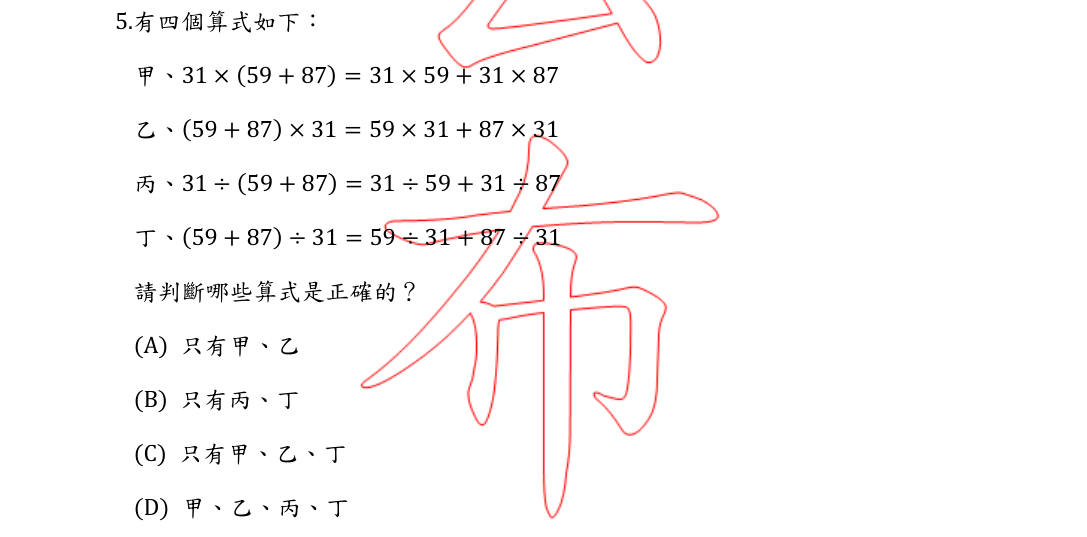 5.有四個算式如下：
甲、31 × (59 + 87) = 31 × 59 + 31 × 87
乙、(59 + 87) × 31 = 59 × 31 + 87 × 31
丙、31 ÷ (59 + 87) = 31 ÷ 59 + 31 ÷ 87
丁、(59 + 87) ÷ 31 = 59 ÷ 31 + 87 ÷ 31
請判斷哪些算式是正確的？
(A) 只有甲、乙
(B) 只有丙、丁
(C) 只有甲、乙、丁
(D) 甲、乙、丙、丁
布